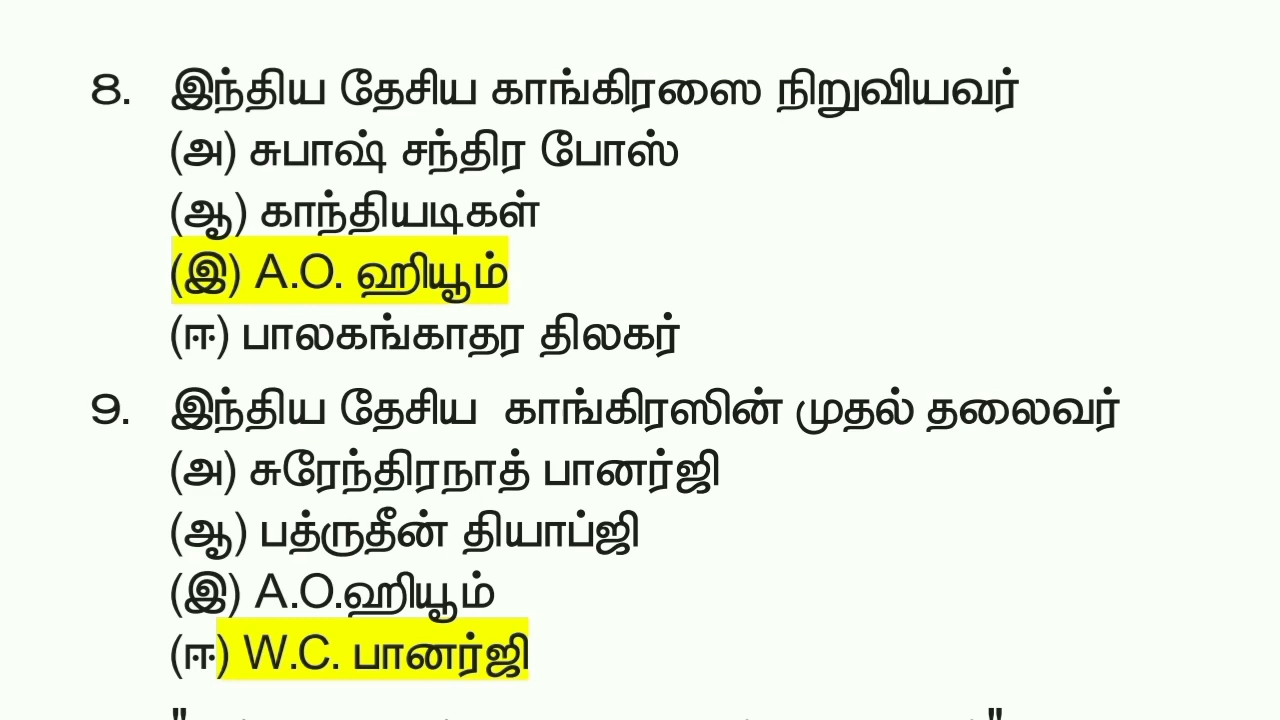 8. இந்திய தேசிய காங்கிரஸை நிறுவியவர்
(அ) சுபாஷ் சந்திர போஸ்
(ஆ) காந்தியடிகள்
(இ) A.O. ஹியூம்
(ஈ) பாலகங்காதர திலகர்
9. இந்திய தேசிய காங்கிரஸின் முதல் தலைவர்
(அ) சுரேந்திரநாத் பானர்ஜி
(ஆ) பத்ருதீன் தியாப்ஜி
(இ) A.O.ஹியூம்
(ஈ) W.C. பானர்ஜி